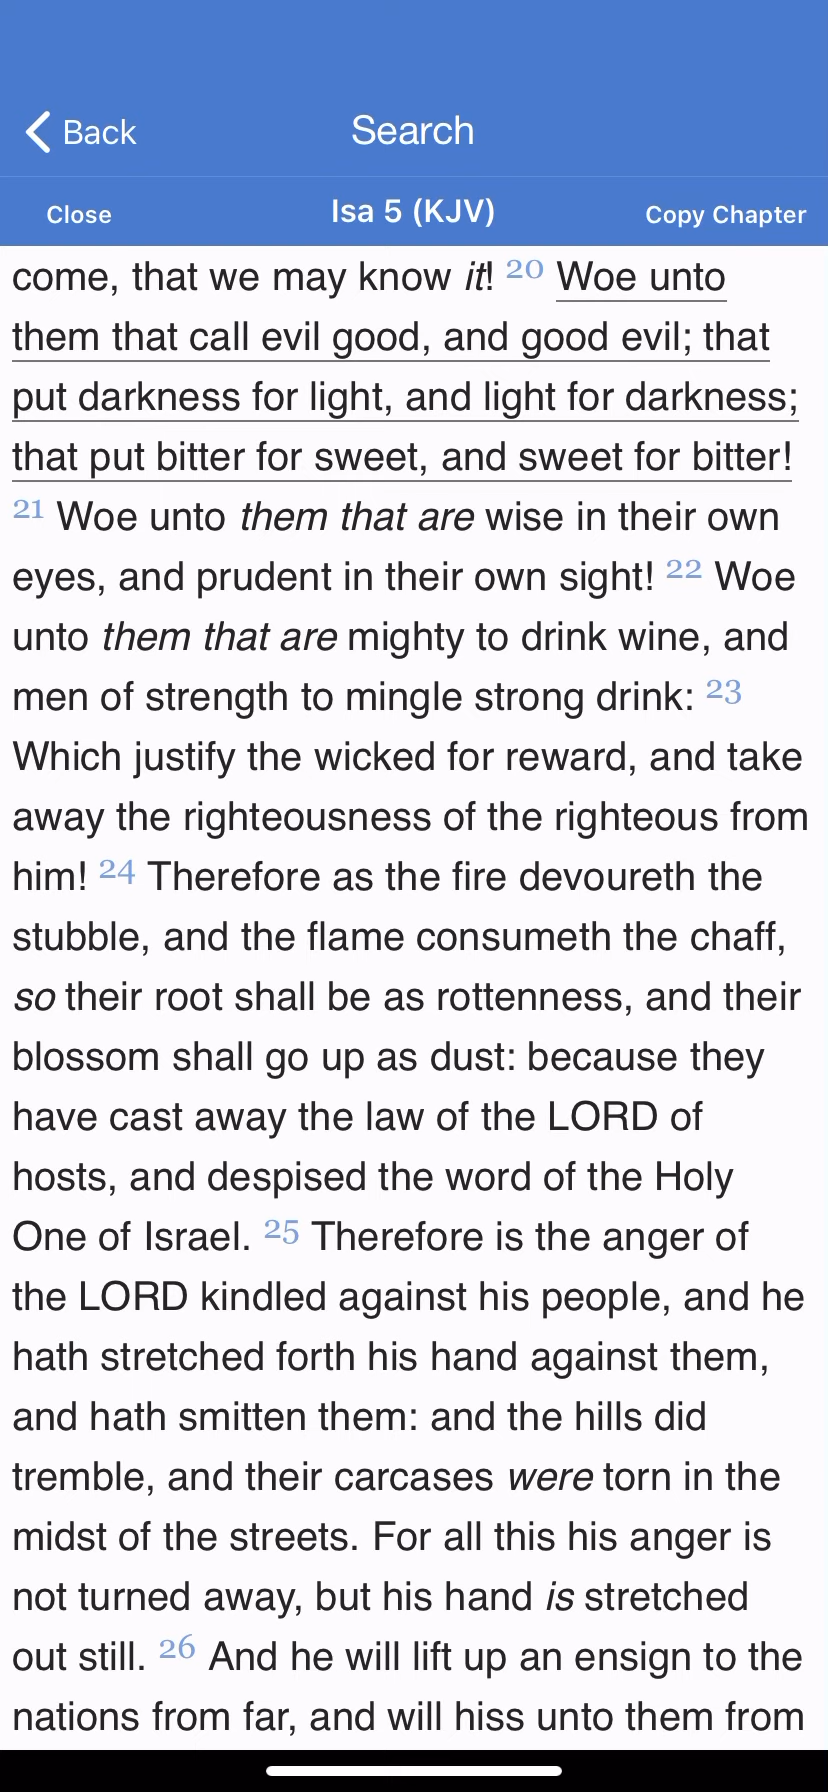 Back
Search
Close
Isa 5 (KJV)
Copy Chapter
come, that we may know it! 20 Woe unto
them that call evil good, and good evil; that
put darkness for light, and light for darkness;
that put bitter for sweet, and sweet for bitter!
21 Woe unto them that are wise in their own
eyes, and prudent in their own sight! 22 Woe
unto them that are mighty to drink wine, and
men of strength to mingle strong drink: 23
Which justify the wicked for reward, and take
away the righteousness of the righteous from
him! 24 Therefore as the fire devoureth the
stubble, and the flame consumeth the chaff,
so their root shall be as rottenness, and their
blossom shall go up as dust: because they
have cast away the law of the LORD of
hosts, and despised the word of the Holy
One of Israel. 25 Therefore is the anger of
the LORD kindled against his people, and he
hath stretched forth his hand against them,
and hath smitten them: and the hills did
tremble, and their carcases were torn in the
midst of the streets. For all this his anger is
not turned away, but his hand is stretched
out still. 26 And he will lift up an ensign to the
nations from far, and will hiss unto them from